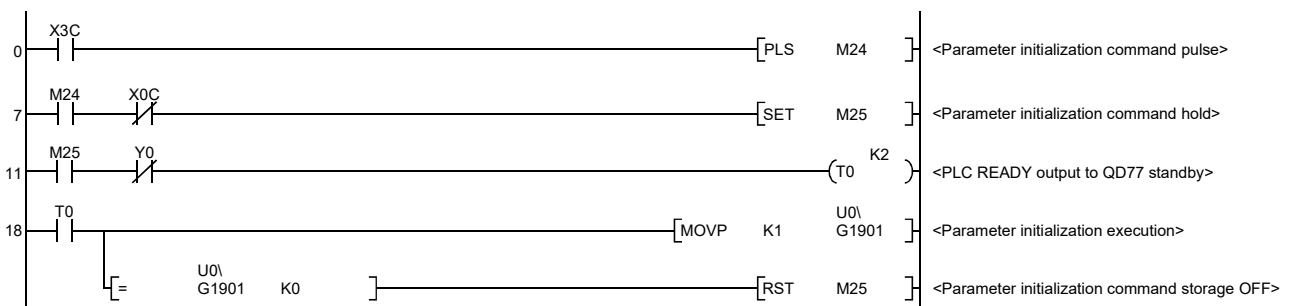 X3C
0 PLS M24 <Parameter initialization command pulse>
M24 X0C
7 SET M25 <Parameter initialization command hold>
M25 Y0 K2
11 T0 <PLC READY output to QD77 standby>
T0 U0\
18 MOVP K1 G1901 <Parameter initialization execution>
U0\
= G1901 K0 RST M25 <Parameter initialization command storage OFF>